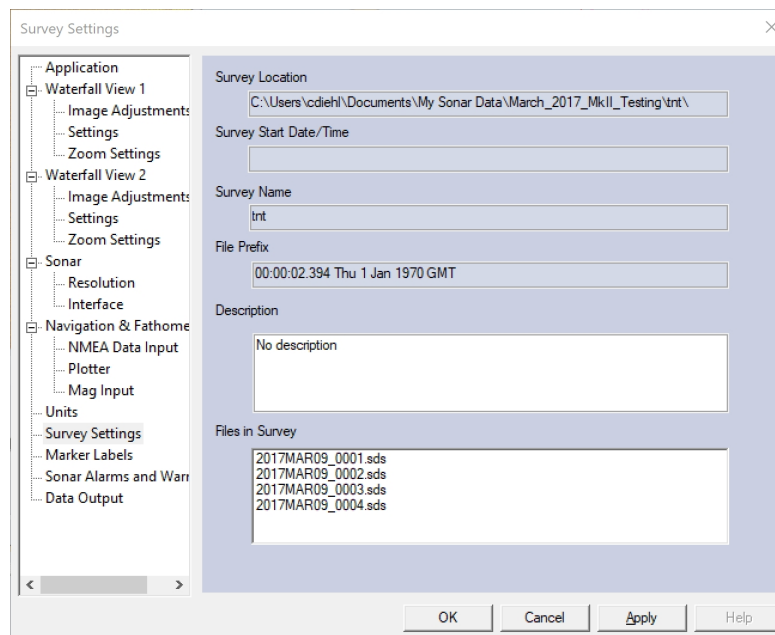 Survey Settings
Application
Waterfall View 1
Image Adjustments
Settings
Zoom Settings
Waterfall View 2
Image Adjustments
Settings
Zoom Settings
Sonar
Resolution
Interface
Navigation & Fathome
NMEA Data Input
Plotter
Mag Input
Units
Survey Settings
Marker Labels
Sonar Alarms and Warr
Data Output
Survey Location
C:\Users\cdiehl\Documents\My Sonar Data\March_2017_MkII_Testing\tnt\
Survey Start Date/Time
Survey Name
tnt
File Prefix
00:00:02.394 Thu 1 Jan 1970 GMT
Description
No description
Files in Survey
2017MAR09_0001.sds
2017MAR09_0002.sds
2017MAR09_0003.sds
2017MAR09_0004.sds
OK Cancel Apply Help